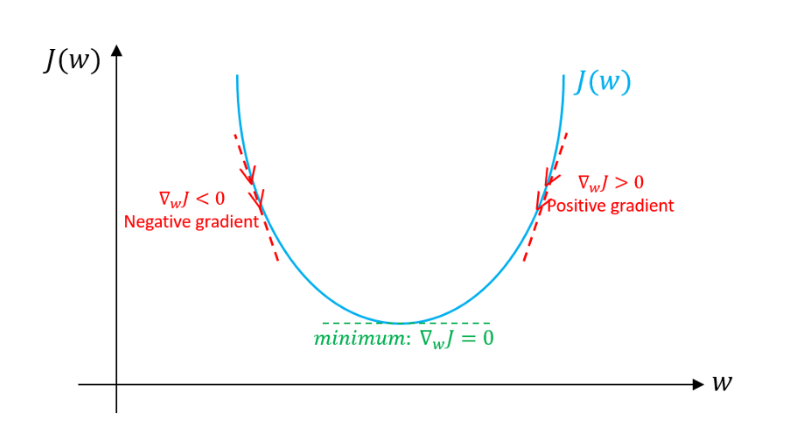 J(w)
J(w)
∇wJ < 0
Negative gradient
∇wJ > 0
Positive gradient
minimum: ∇wJ = 0
w